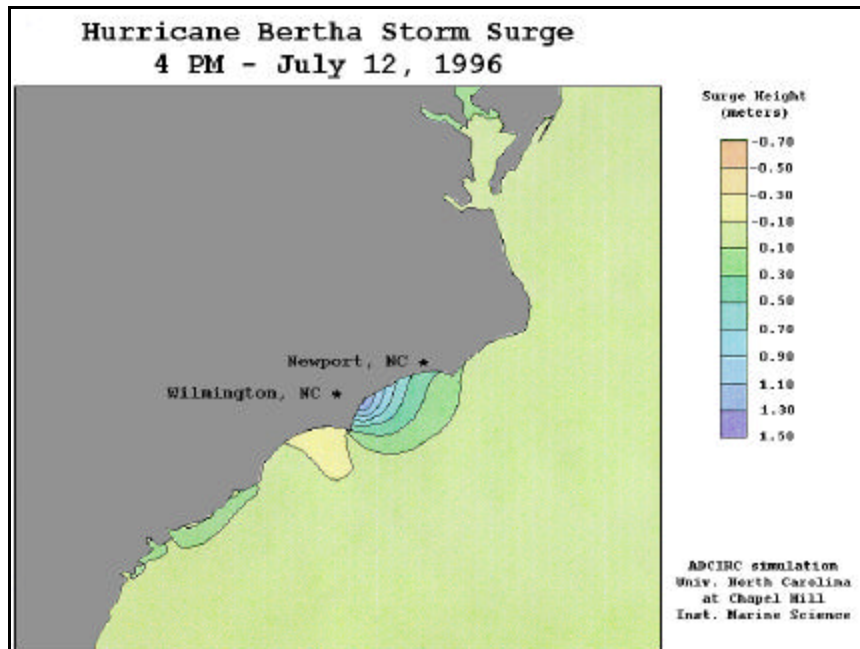 Hurricane Bertha Storm Surge
4 PM - July 12, 1996
Surge Height
(meters)
-0.70
-0.50
-0.30
-0.10
0.10
0.30
0.50
0.70
0.90
1.10
1.30
1.50
Newport, NC
Wilmington, NC
ADCIRC simulation
Univ. North Carolina
at Chapel Hill
Inst. Marine Science